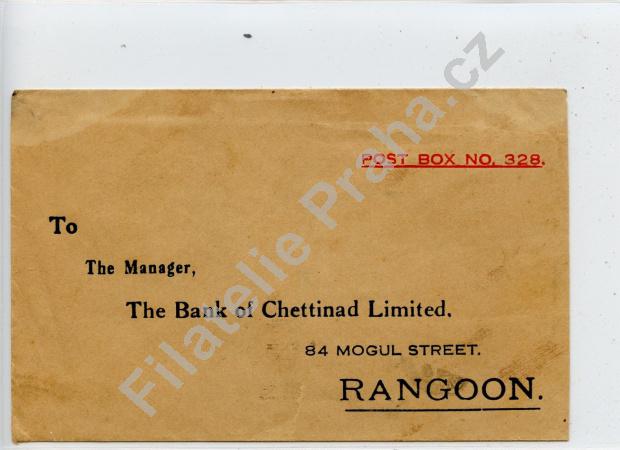 POST BOX NO. 328.
To
The Manager,
The Bank of Chettinad Limited,
84 MOGUL STREET.
RANGOON.
Filatelie Praha.cz